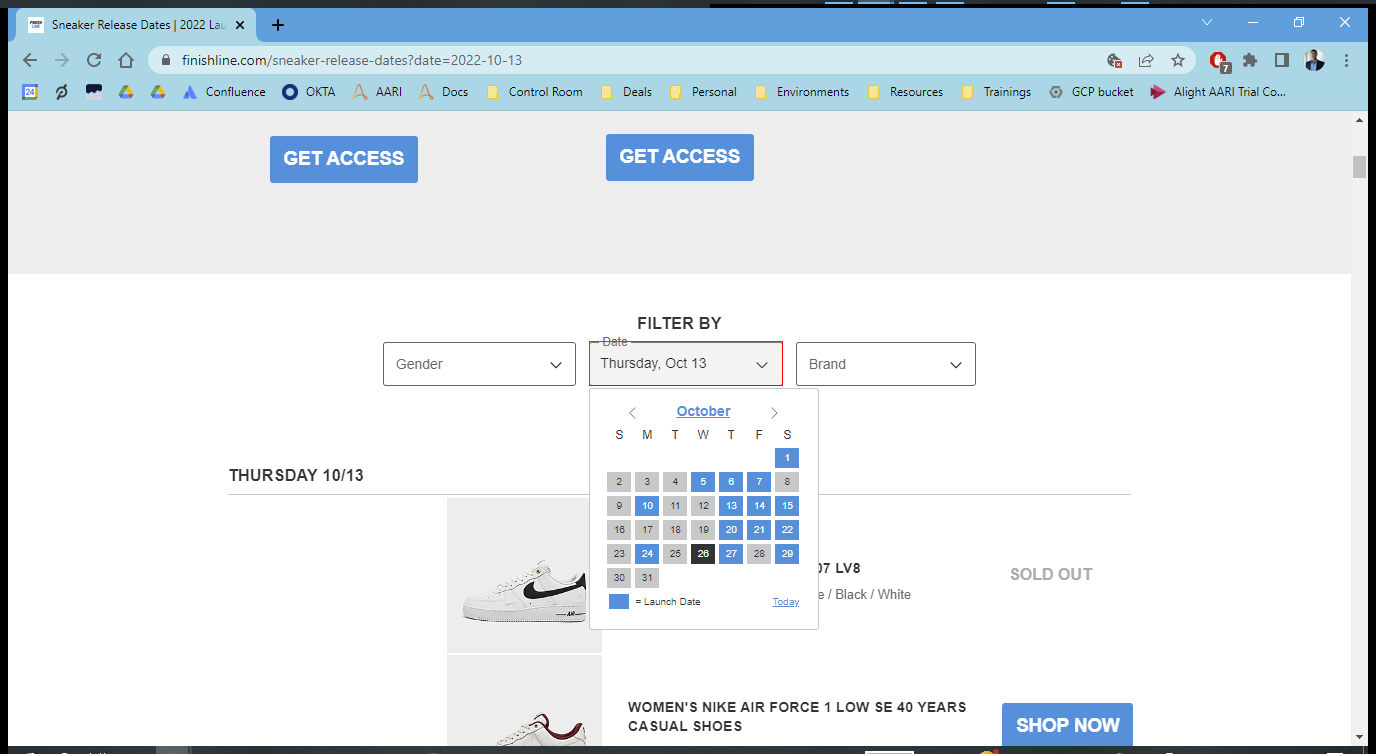 Sneaker Release Dates | 2022 Lau
finishline.com/sneaker-release-dates?date=2022-10-13
7
24
Confluence
OKTA
AARI
Docs
Control Room
Deals
Personal
Environments
Resources
Trainings
GCP bucket
Alight AARI Trial Co...
GET ACCESS
GET ACCESS
FILTER BY
Gender
Date
Thursday, Oct 13
Brand
October
S M T W T F S
1
2 3 4 5 6 7 8
9 10 11 12 13 14 15
16 17 18 19 20 21 22
23 24 25 26 27 28 29
30 31
= Launch Date
Today
THURSDAY 10/13
07 LV8
e / Black / White
SOLD OUT
AIR
WOMEN'S NIKE AIR FORCE 1 LOW SE 40 YEARS
CASUAL SHOES
SHOP NOW